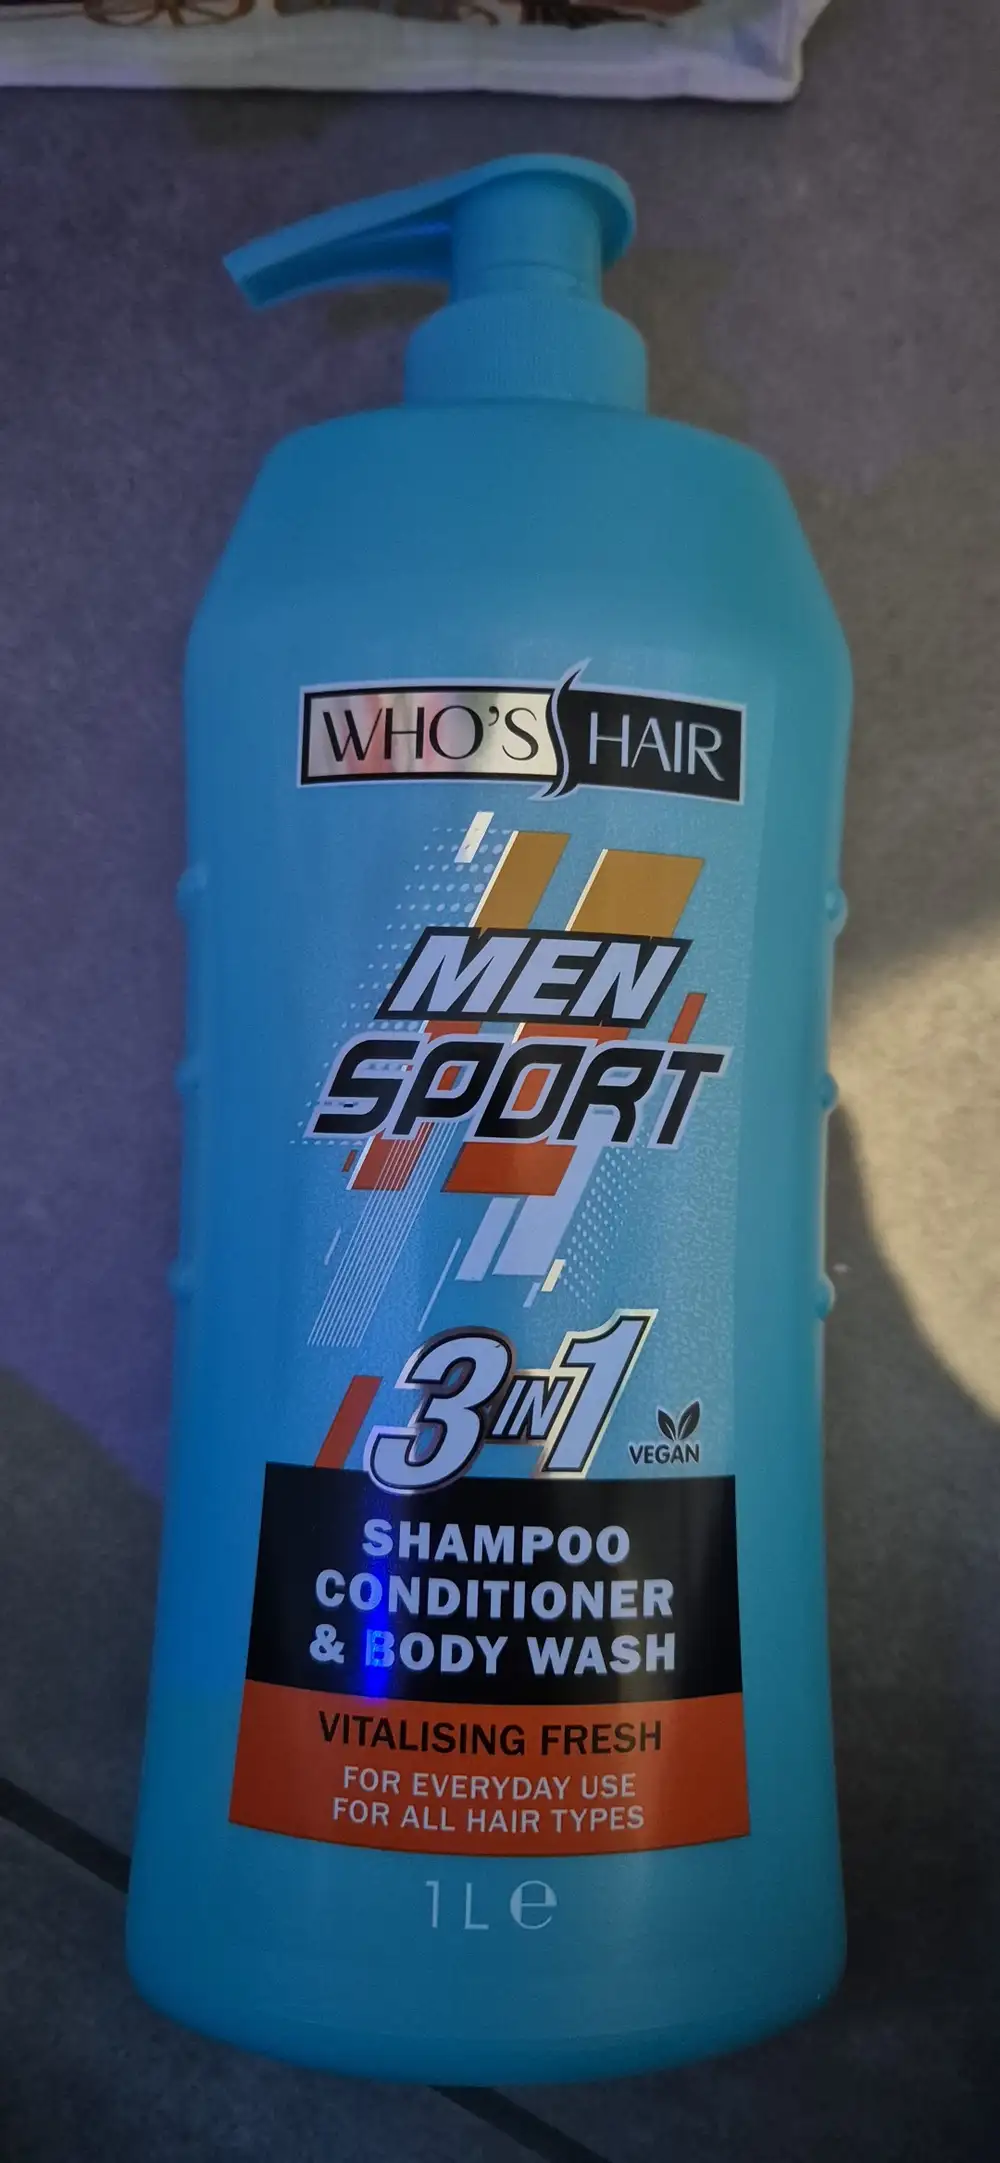 WHO'S HAIR
MEN
SPORT
3 IN 1
VEGAN
SHAMPOO
CONDITIONER
& BODY WASH
VITALISING FRESH
FOR EVERYDAY USE
FOR ALL HAIR TYPES
1 L ℮